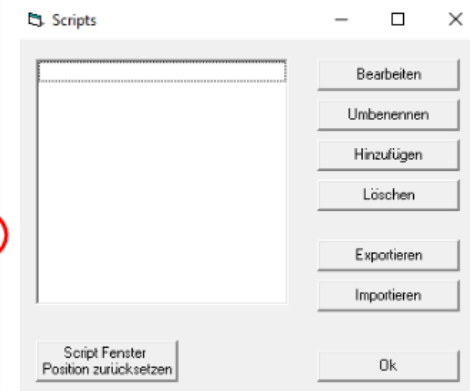 Scripts
Bearbeiten
Umbenennen
Hinzufügen
Löschen
Exportieren
Importieren
Script Fenster
Position zurücksetzen
Ok